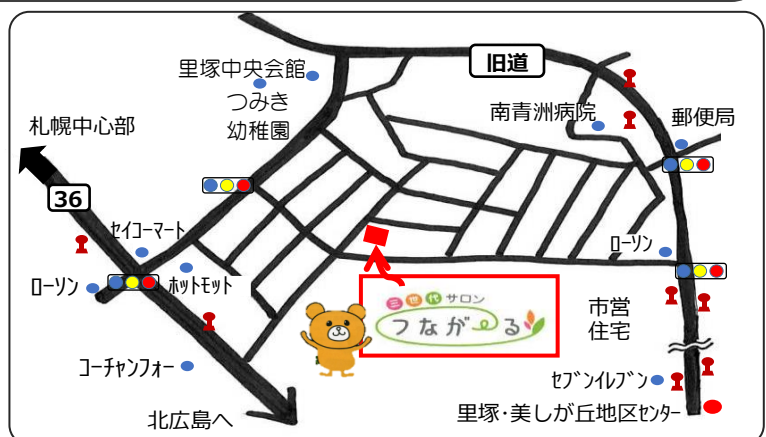 旧道
里塚中央会館
つみき
幼稚園
南青洲病院
郵便局
札幌中心部
36
セイコーマート
ローソン
ホットモット
ローソン
三世代サロン
つながーる
市営
住宅
コーチャンフォー
セブンイレブン
北広島へ
里塚・美しが丘地区センター